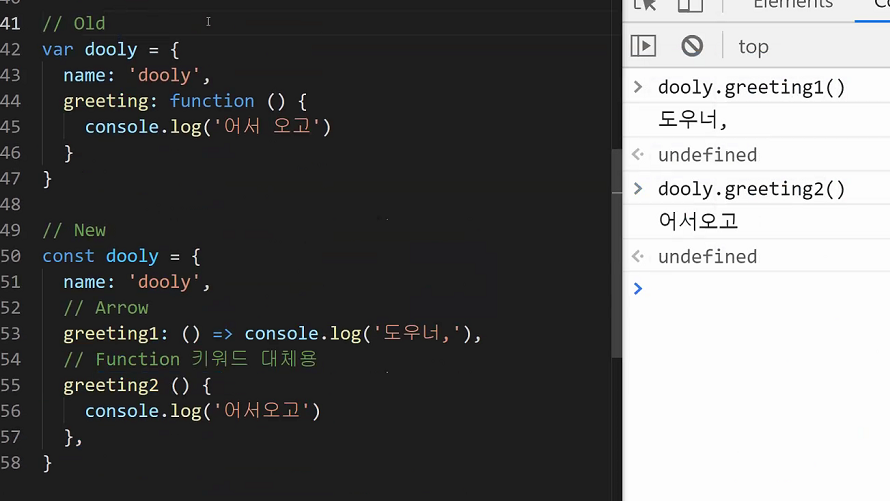 41 // Old
42 var dooly = {
43   name: 'dooly',
44   greeting: function () {
45     console.log('어서 오고')
46   }
47 }
48
49 // New
50 const dooly = {
51   name: 'dooly',
52   // Arrow
53   greeting1: () => console.log('도우너,'),
54   // Function 키워드 대체용
55   greeting2 () {
56     console.log('어서오고')
57   },
58 }
Elements
top
> dooly.greeting1()
도우너,
undefined
> dooly.greeting2()
어서오고
undefined
>